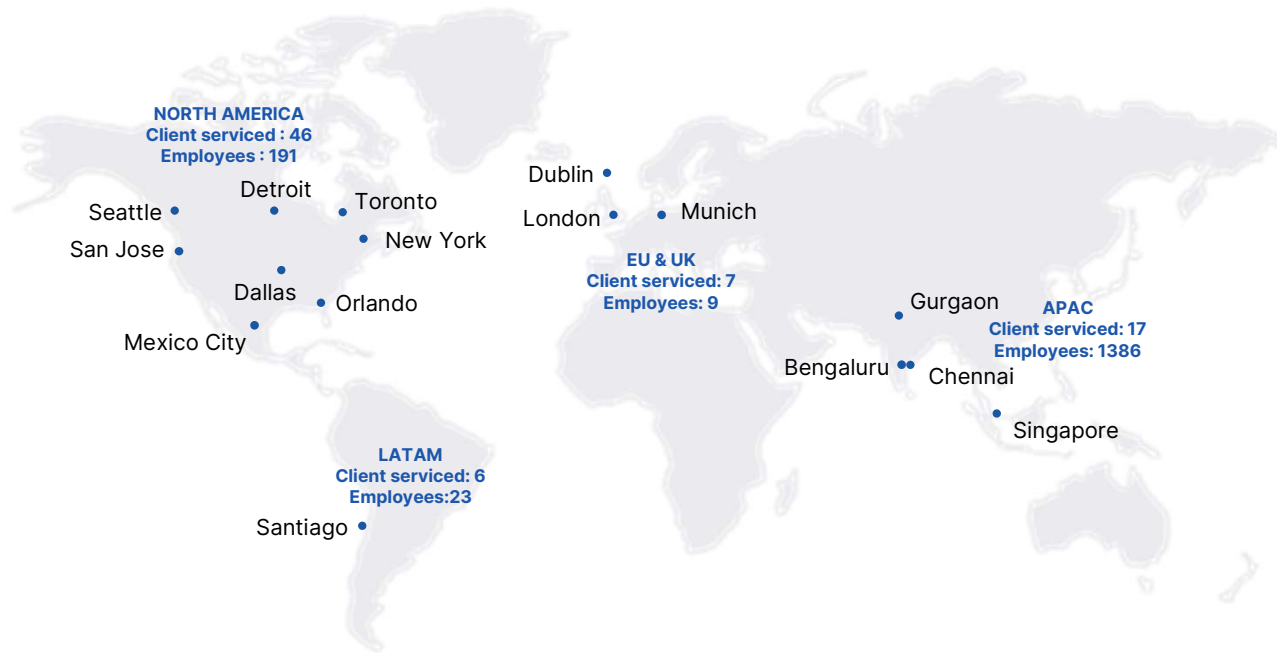 NORTH AMERICA
Client serviced : 46
Employees : 191
Detroit
Seattle
Toronto
San Jose
New York
Dallas
Orlando
Mexico City
Dublin
London
Munich
EU & UK
Client serviced: 7
Employees: 9
Gurgaon
APAC
Client serviced: 17
Employees: 1386
Bengaluru
Chennai
Singapore
LATAM
Client serviced: 6
Employees:23
Santiago